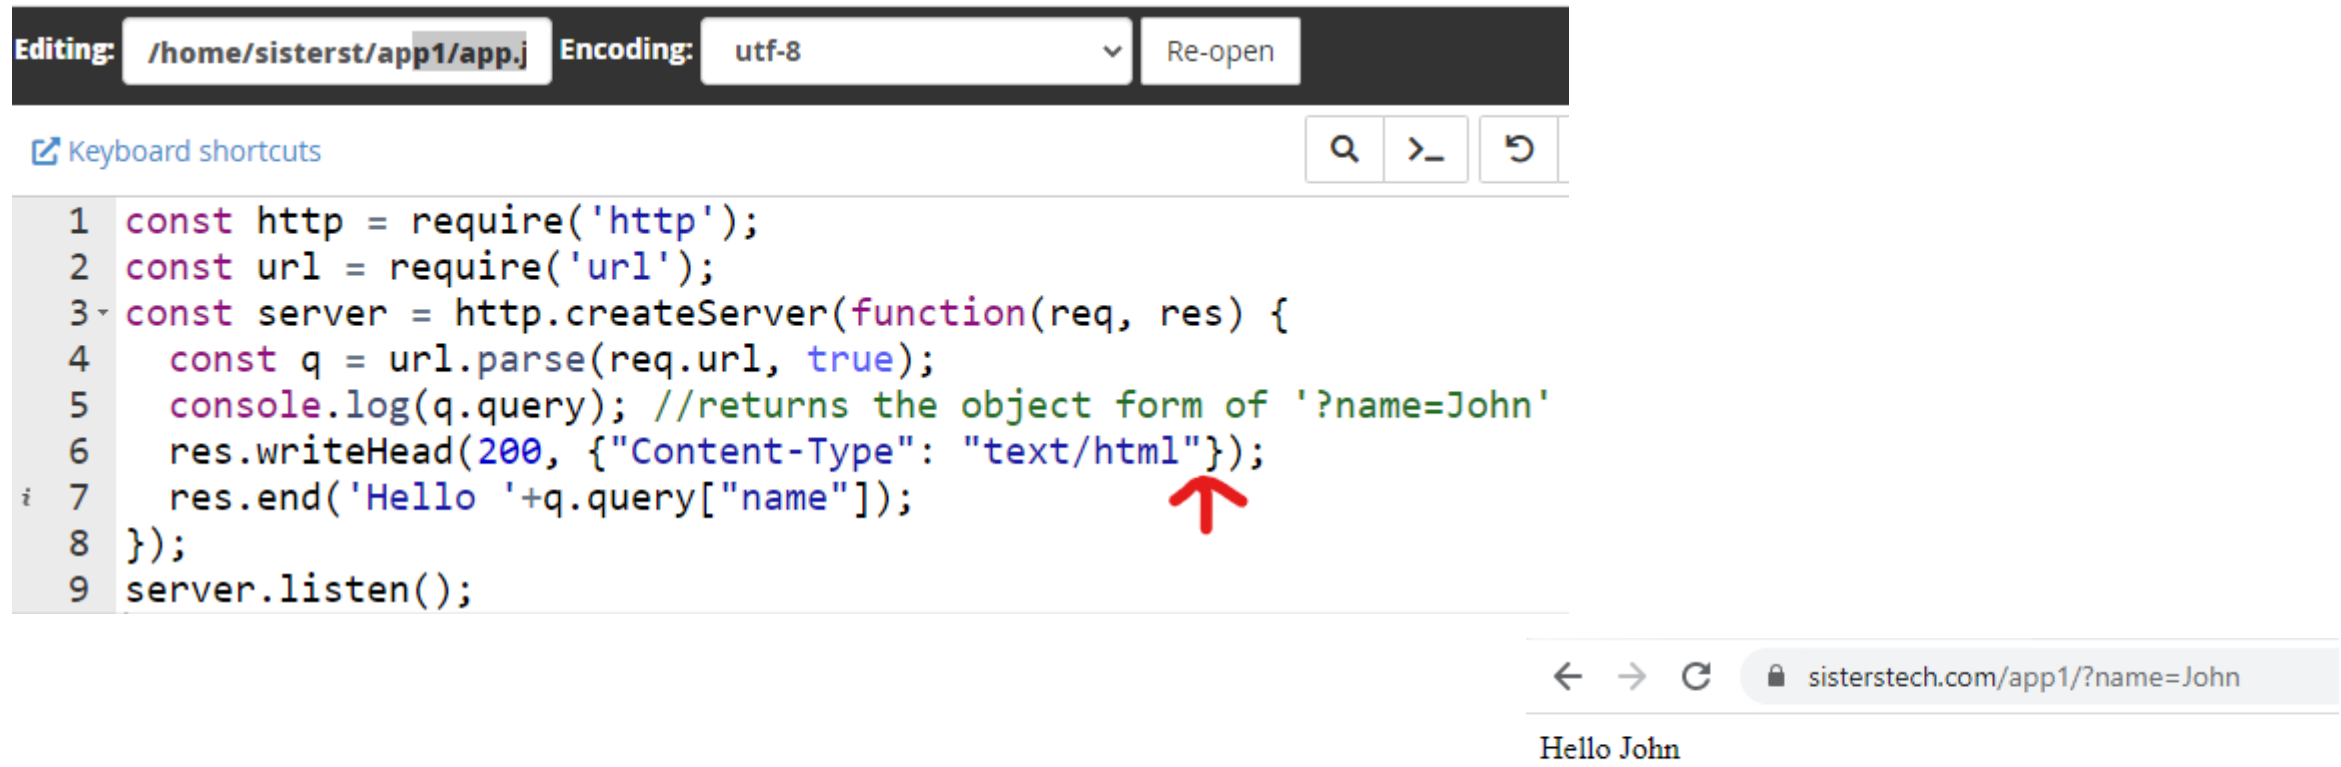 Editing: /home/sisterst/app1/app.j Encoding: utf-8 Re-open
Keyboard shortcuts
1 const http = require('http');
2 const url = require('url');
3 const server = http.createServer(function(req, res) {
4 const q = url.parse(req.url, true);
5 console.log(q.query); //returns the object form of '?name=John'
6 res.writeHead(200, {"Content-Type": "text/html"});
i 7 res.end('Hello '+q.query["name"]);
8 });
9 server.listen();
sisterstech.com/app1/?name=John
Hello John